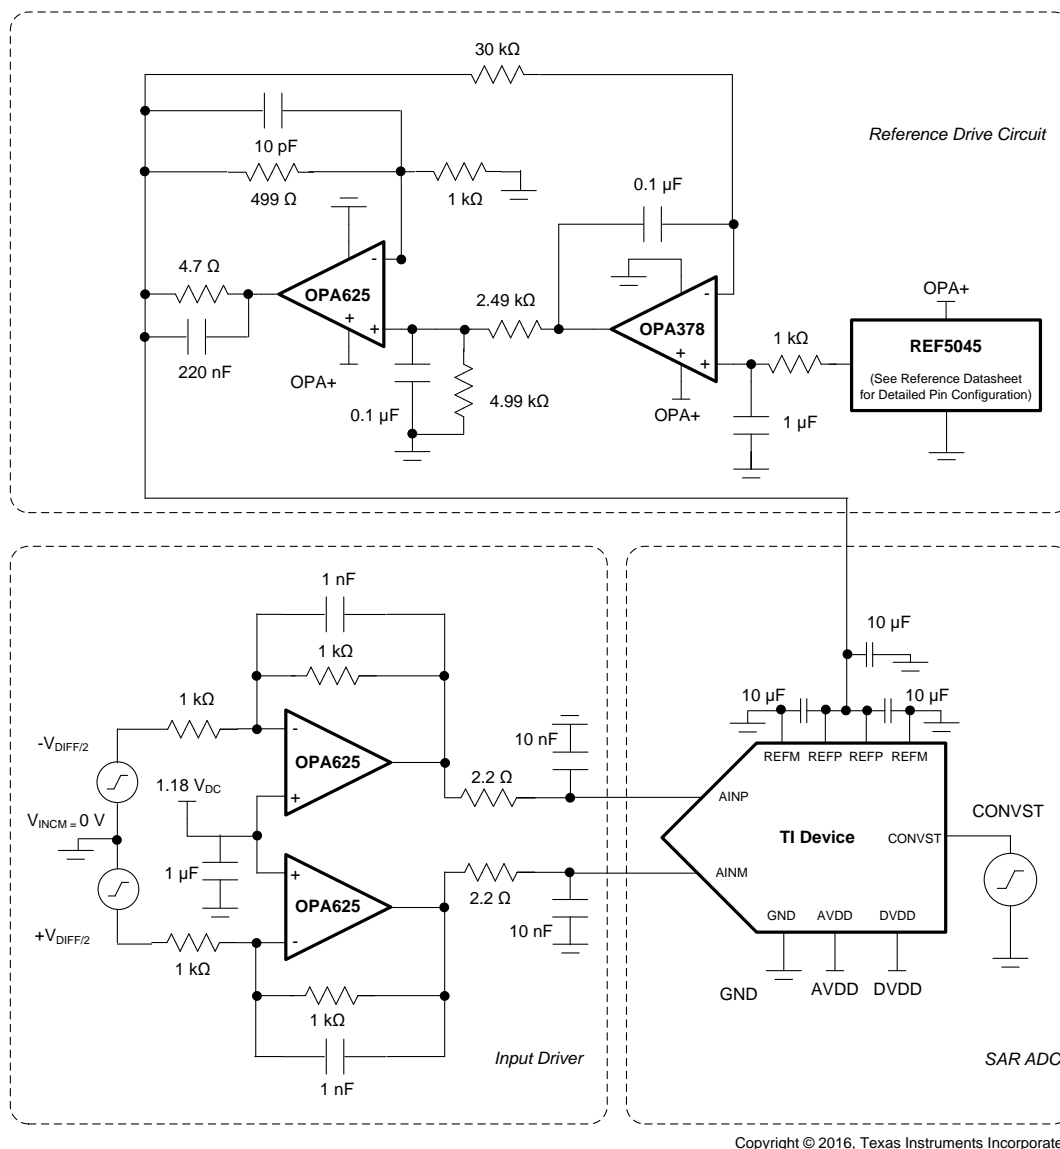 30 kΩ
Reference Drive Circuit
10 pF
499 Ω
1 kΩ
0.1 µF
4.7 Ω
-
OPA625
+
+
220 nF
OPA+
0.1 µF
4.99 kΩ
2.49 kΩ
-
OPA378
+
+
OPA+
1 kΩ
1 µF
OPA+
REF5045
(See Reference Datasheet
for Detailed Pin Configuration)
1 nF
1 kΩ
1 kΩ
-VDIFF/2
-
OPA625
+
1.18 VDC
VINCM = 0 V
1 µF
+
OPA625
-
+VDIFF/2
1 kΩ
1 kΩ
1 nF
10 nF
2.2 Ω
2.2 Ω
10 nF
Input Driver
10 µF
10 µF
10 µF
REFM
REFP
REFP
REFM
AINP
TI Device
CONVST
CONVST
AINM
GND
AVDD
DVDD
GND
AVDD
DVDD
SAR ADC
Copyright © 2016, Texas Instruments Incorporate